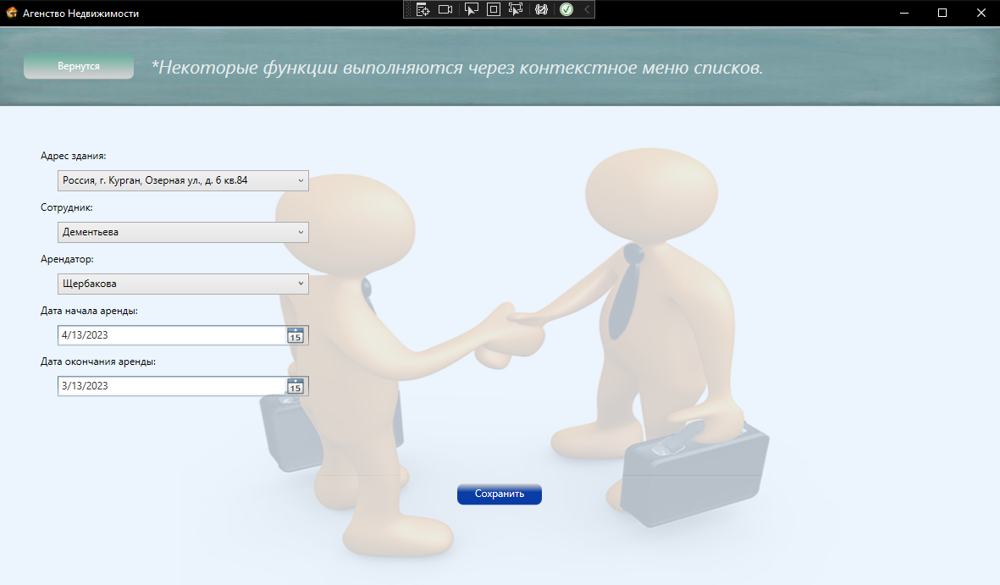 Агенство Недвижимости
Вернутся
*Некоторые функции выполняются через контекстное меню списков.
Адрес здания:
Россия, г. Курган, Озерная ул., д. 6 кв.84
Сотрудник:
Дементьева
Арендатор:
Щербакова
Дата начала аренды:
4/13/2023
15
Дата окончания аренды:
3/13/2023
15
Сохранить